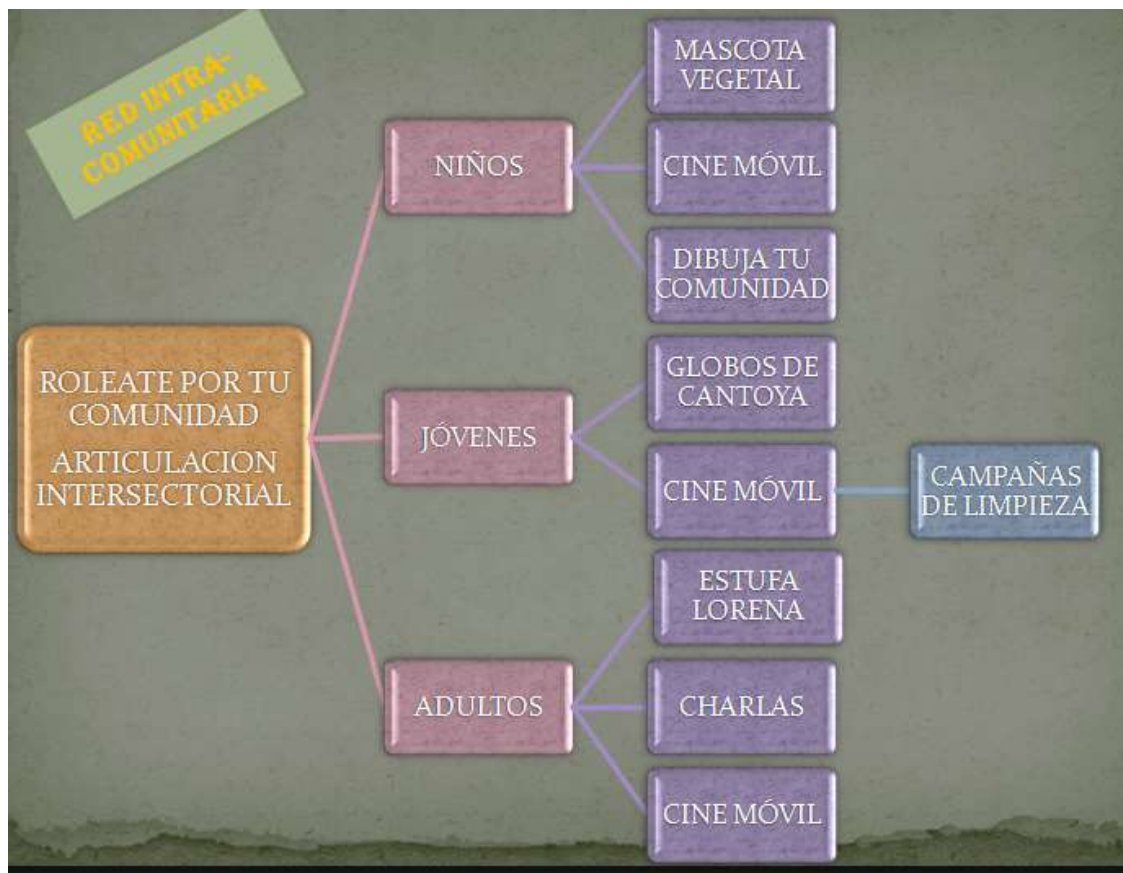 RED INTRA-
COMUNITARIA
ROLEATE POR TU
COMUNIDAD
ARTICULACION
INTERSECTORIAL
NIÑOS
MASCOTA
VEGETAL
CINE MÓVIL
DIBUJA TU
COMUNIDAD
JÓVENES
GLOBOS DE
CANTOYA
CINE MÓVIL
CAMPAÑAS
DE LIMPIEZA
ADULTOS
ESTUFA
LORENA
CHARLAS
CINE MÓVIL